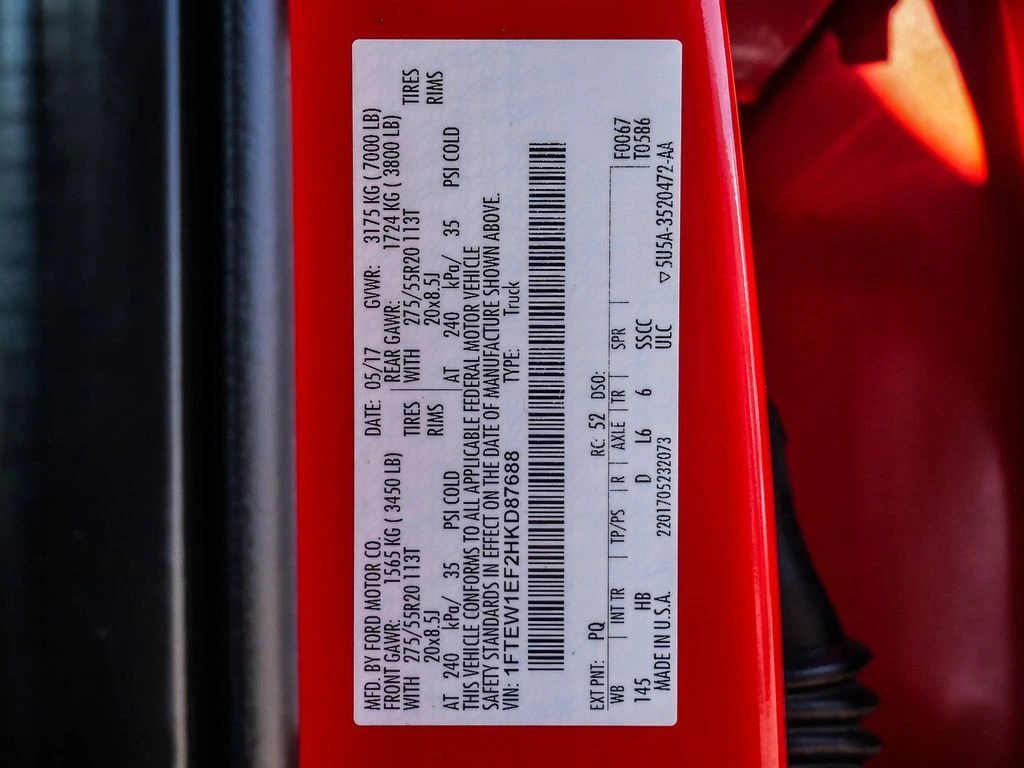 MFD. BY FORD MOTOR CO. DATE: 05/17 GVWR: 3175 KG ( 7000 LB)
FRONT GAWR: 1565 KG ( 3450 LB) REAR GAWR: 1724 KG ( 3800 LB)
WITH 275/55R20 113T TIRES WITH 275/55R20 113T TIRES
20x8.5J RIMS 20x8.5J RIMS
AT 240 kPa/ 35 PSI COLD AT 240 kPa/ 35 PSI COLD
THIS VEHICLE CONFORMS TO ALL APPLICABLE FEDERAL MOTOR VEHICLE
SAFETY STANDARDS IN EFFECT ON THE DATE OF MANUFACTURE SHOWN ABOVE.
VIN: 1FTEW1EF2HKD87688 TYPE: Truck
EXT PNT: PQ RC: 52 DSO:
WB INT TR TP/PS R AXLE TR SPR F0067
145 HB D L6 6 SSCC T0586
MADE IN U.S.A. 2201705232073 ULC ▽ 5U5A-3520472-AA